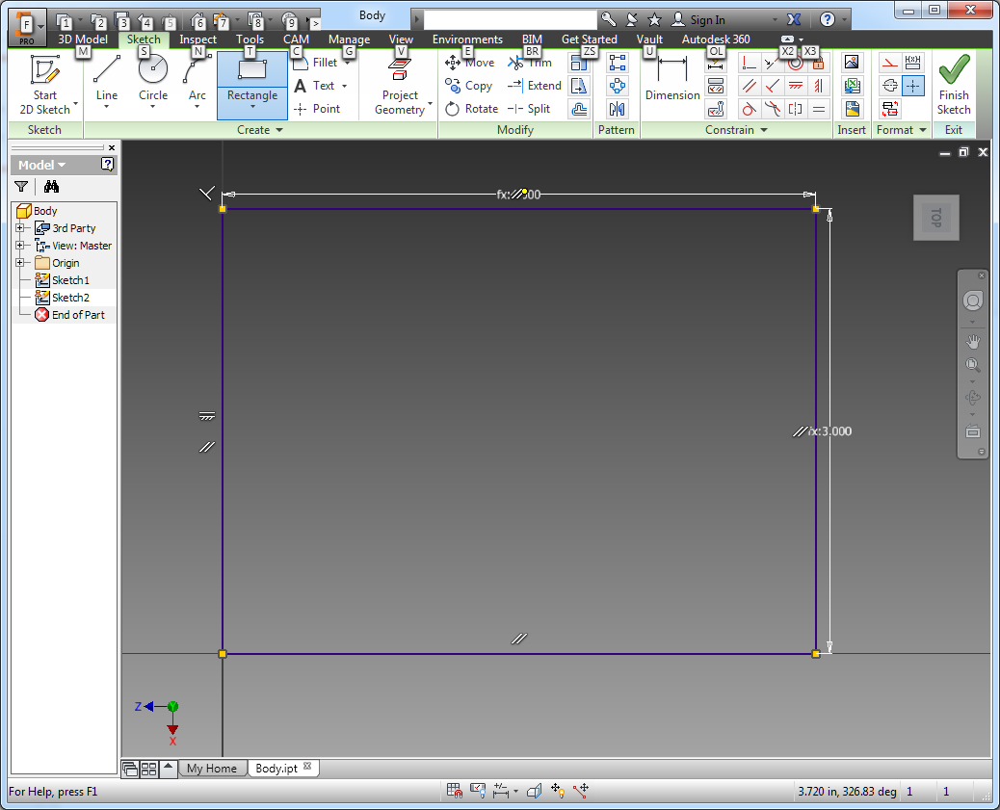 F PRO 1 2 3 4 5 6 7 8 9 > Body Sign In
3D Model Sketch Inspect Tools CAM Manage View Environments BIM Get Started Vault Autodesk 360
M S N T C G V E BR ZS U OL X2 X3
Line Circle Arc Rectangle Fillet Move Trim
Start 2D Sketch Text Project Geometry Copy Extend Dimension Finish Sketch
Point Rotate Split
Sketch Create Modify Pattern Constrain Insert Format Exit
Model
Body
3rd Party
View: Master
Origin
Sketch1
Sketch2
End of Part
TOP
fx:3.000
Z
Y
X
My Home Body.ipt
For Help, press F1 3.720 in, 326.83 deg 1 1